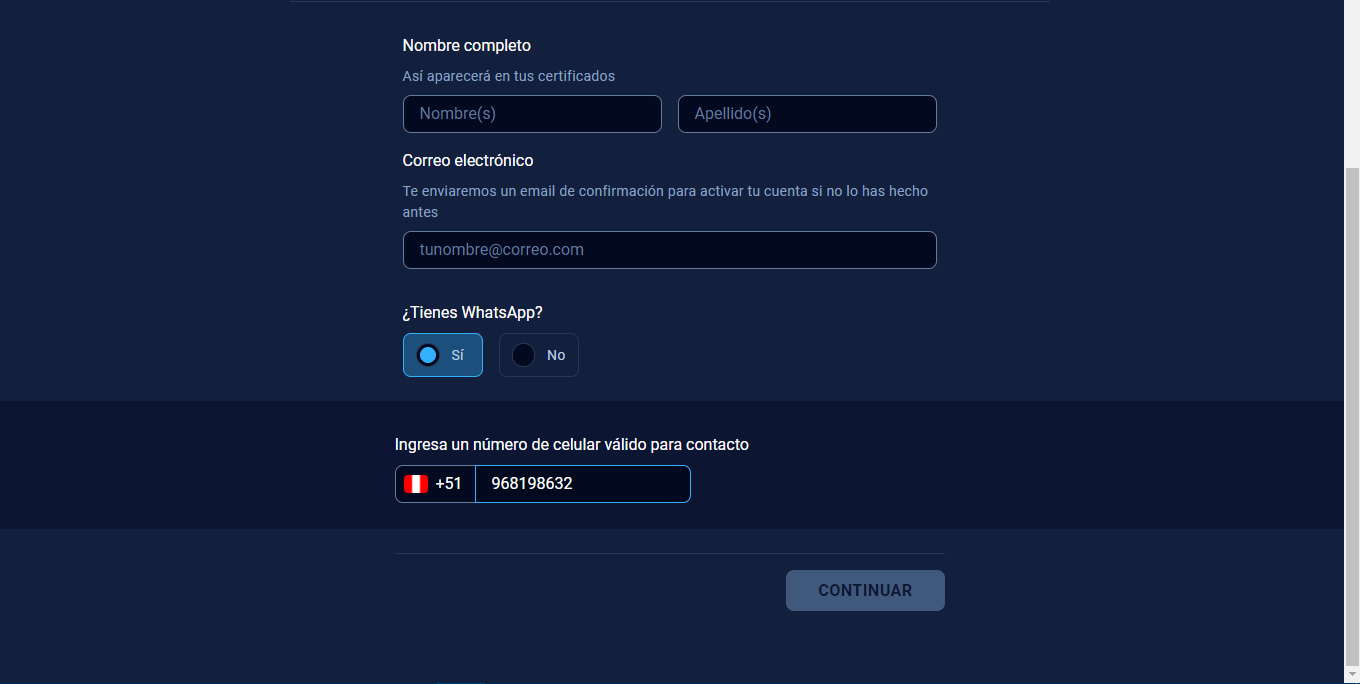 Nombre completo
Así aparecerá en tus certificados
Nombre(s)
Apellido(s)
Correo electrónico
Te enviaremos un email de confirmación para activar tu cuenta si no lo has hecho
antes
tunombre@correo.com
¿Tienes WhatsApp?
Sí
No
Ingresa un número de celular válido para contacto
+51
968198632
CONTINUAR